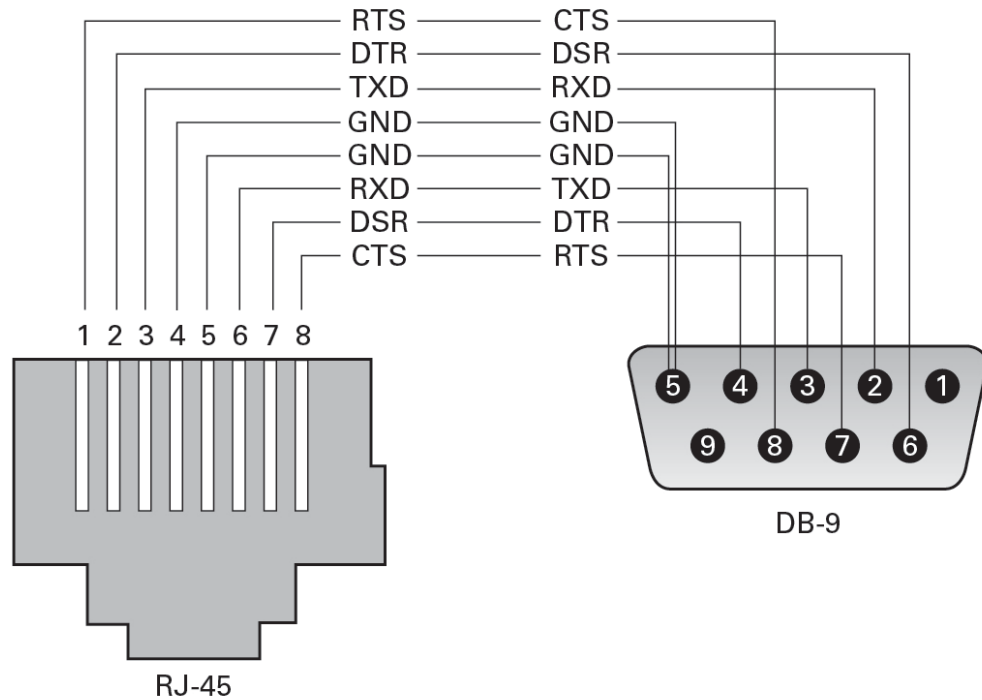 RTS CTS
DTR DSR
TXD RXD
GND GND
GND GND
RXD TXD
DSR DTR
CTS RTS
1 2 3 4 5 6 7 8
5 4 3 2 1
9 8 7 6
DB-9
RJ-45